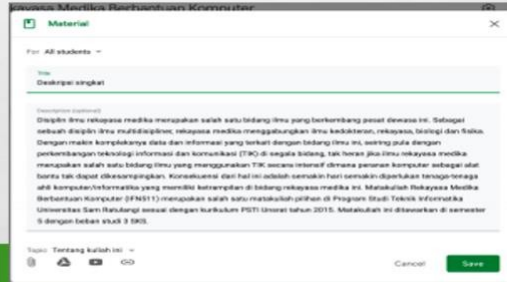 kayasa Medika Berbantuan Komputer
Material
For All students
Title
Deskripsi singkat
Description (optional)
Disiplin ilmu rekayasa medika merupakan salah satu bidang ilmu yang berkembang pesat dewasa ini. Sebagai
sebuah disiplin ilmu multidisipliner, rekayasa medika menggabungkan ilmu kedokteran, rekayasa, biologi dan fisika.
Dengan makin kompleksnya data dan informasi yang terkait dengan bidang ilmu ini, seiring pula dengan
perkembangan teknologi informasi dan komunikasi (TIK) di segala bidang, tak heran jika ilmu rekayasa medika
merupakan salah satu bidang ilmu yang menggunakan TIK secara intensif dimana peranan komputer sebagai alat
bantu tak dapat dikesampingkan. Konsekuensi dari hal ini adalah semakin hari semakin diperlukan tenaga-tenaga
ahli komputer/informatika yang memiliki ketrampilan di bidang rekayasa medika ini. Matakuliah Rekayasa Medika
Berbantuan Komputer (IFN511) merupakan salah satu matakuliah pilihan di Program Studi Teknik Informatika
Universitas Sam Ratulangi sesuai dengan kurikulum PSTI Unsrat tahun 2015. Matakuliah ini ditawarkan di semester
5 dengan beban studi 3 SKS.
Topic Tentang kuliah ini
Cancel
Save